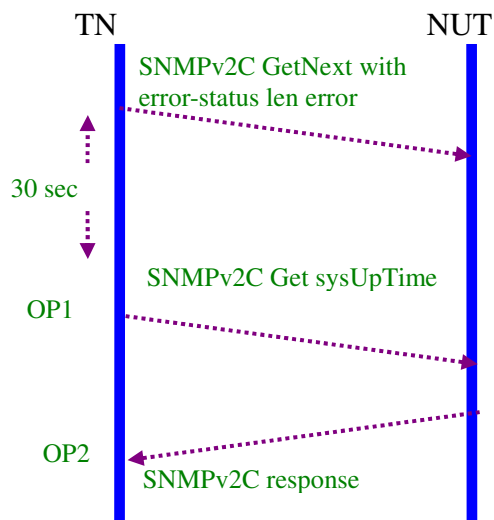 TN
NUT
SNMPv2C GetNext with
error-status len error
30 sec
SNMPv2C Get sysUpTime
OP1
OP2
SNMPv2C response